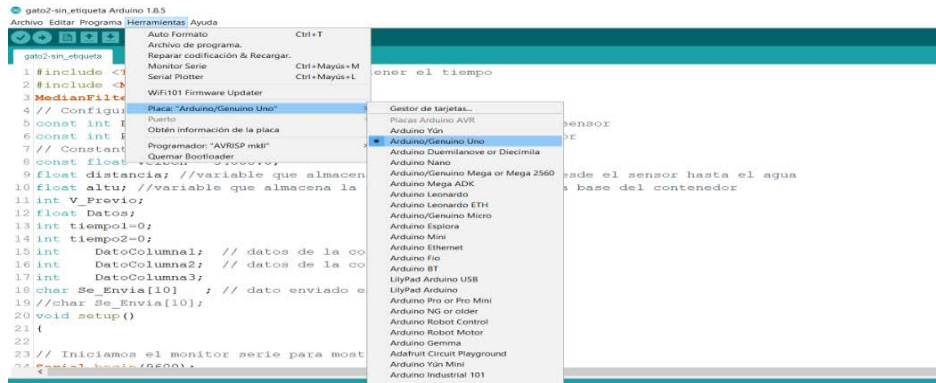 gato2-sin_etiqueta Arduino 1.8.5
Archivo Editar Programa Herramientas Ayuda
gato2-sin_etiqueta
Auto Formato Ctrl+T
Archivo de programa.
Reparar codificación & Recargar.
Monitor Serie Ctrl+Mayús+M
Serial Plotter Ctrl+Mayús+L
WiFi101 Firmware Updater
Placa: "Arduino/Genuino Uno"
Puerto
Obtén información de la placa
Programador: "AVRISP mkII"
Quemar Bootloader
Gestor de tarjetas...
Placas Arduino AVR
Arduino Yún
Arduino/Genuino Uno
Arduino Duemilanove or Diecimila
Arduino Nano
Arduino/Genuino Mega or Mega 2560
Arduino Mega ADK
Arduino Leonardo
Arduino Leonardo ETH
Arduino/Genuino Micro
Arduino Esplora
Arduino Mini
Arduino Ethernet
Arduino Fio
Arduino BT
LilyPad Arduino USB
LilyPad Arduino
Arduino Pro or Pro Mini
Arduino NG or older
Arduino Robot Control
Arduino Robot Motor
Arduino Gemma
Adafruit Circuit Playground
Arduino Yún Mini
Arduino Industrial 101
1 #include < ener el tiempo
2 #include <
3 MedianFilte
4 // Configu
5 const int ensor
6 const int or
7 // Constant
8 const float
9 float distancia; //variable que almacen esde el sensor hasta el agua
10 float altu; //variable que almacena la base del contenedor
11 int V_Previo;
12 float Datos;
13 int tiempo1=0;
14 int tiempo2=0;
15 int DatoColumna1; // datos de la co
16 int DatoColumna2; // datos de la co
17 int DatoColumna3;
18 char Se_Envia[10] ; // dato enviado e
19 //char Se_Envia[10];
20 void setup()
21 {
22
23 // Iniciamos el monitor serie para most